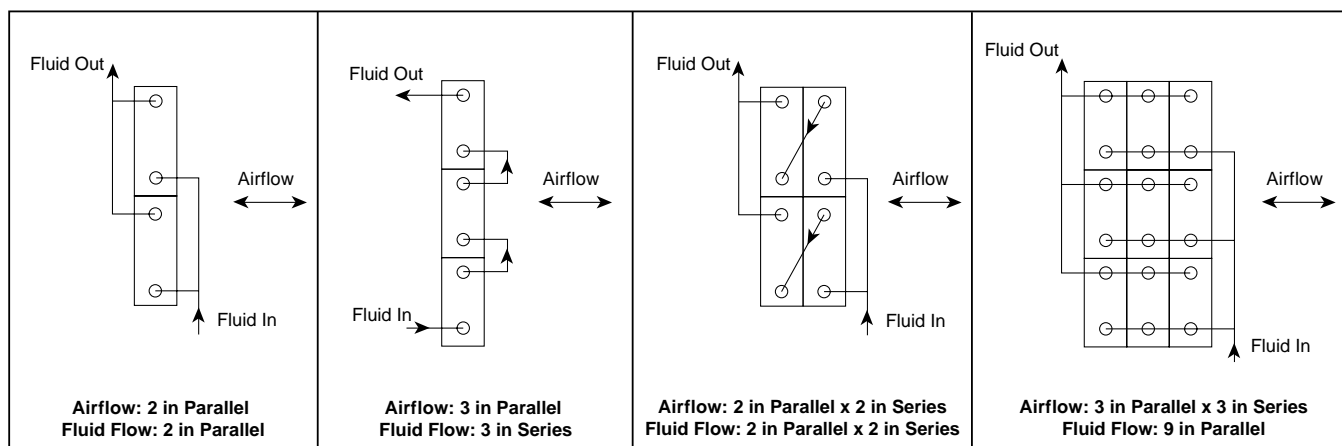 Fluid Out
Airflow
Fluid In
Airflow: 2 in Parallel
Fluid Flow: 2 in Parallel
Fluid Out
Airflow
Fluid In
Airflow: 3 in Parallel
Fluid Flow: 3 in Series
Fluid Out
Airflow
Fluid In
Airflow: 2 in Parallel x 2 in Series
Fluid Flow: 2 in Parallel x 2 in Series
Fluid Out
Airflow
Fluid In
Airflow: 3 in Parallel x 3 in Series
Fluid Flow: 9 in Parallel